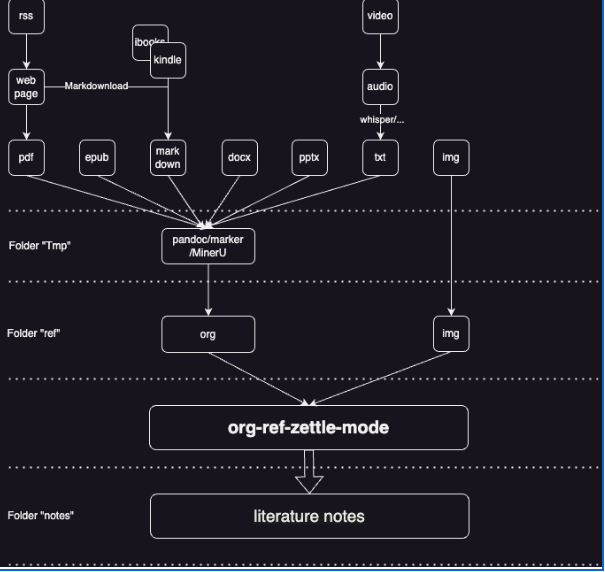 rss
video
ibooks
kindle
web
page
Markdownload
audio
whisper/...
pdf
epub
mark
down
docx
pptx
txt
img
Folder "Tmp"
pandoc/marker
/MinerU
Folder "ref"
org
img
org-ref-zettle-mode
Folder "notes"
literature notes